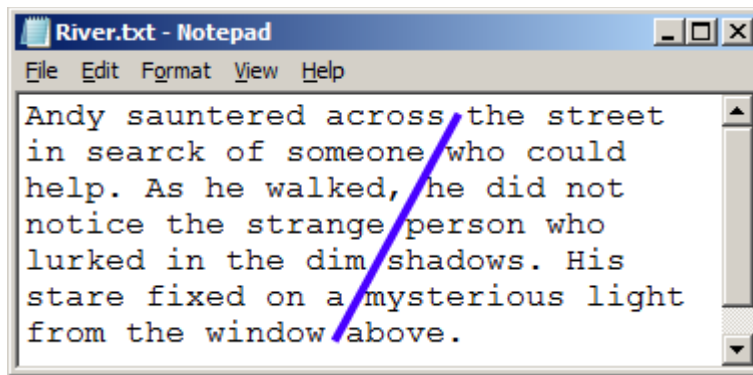 River.txt - Notepad
File Edit Format View Help
Andy sauntered across the street
in searck of someone who could
help. As he walked, he did not
notice the strange person who
lurked in the dim shadows. His
stare fixed on a mysterious light
from the window above.